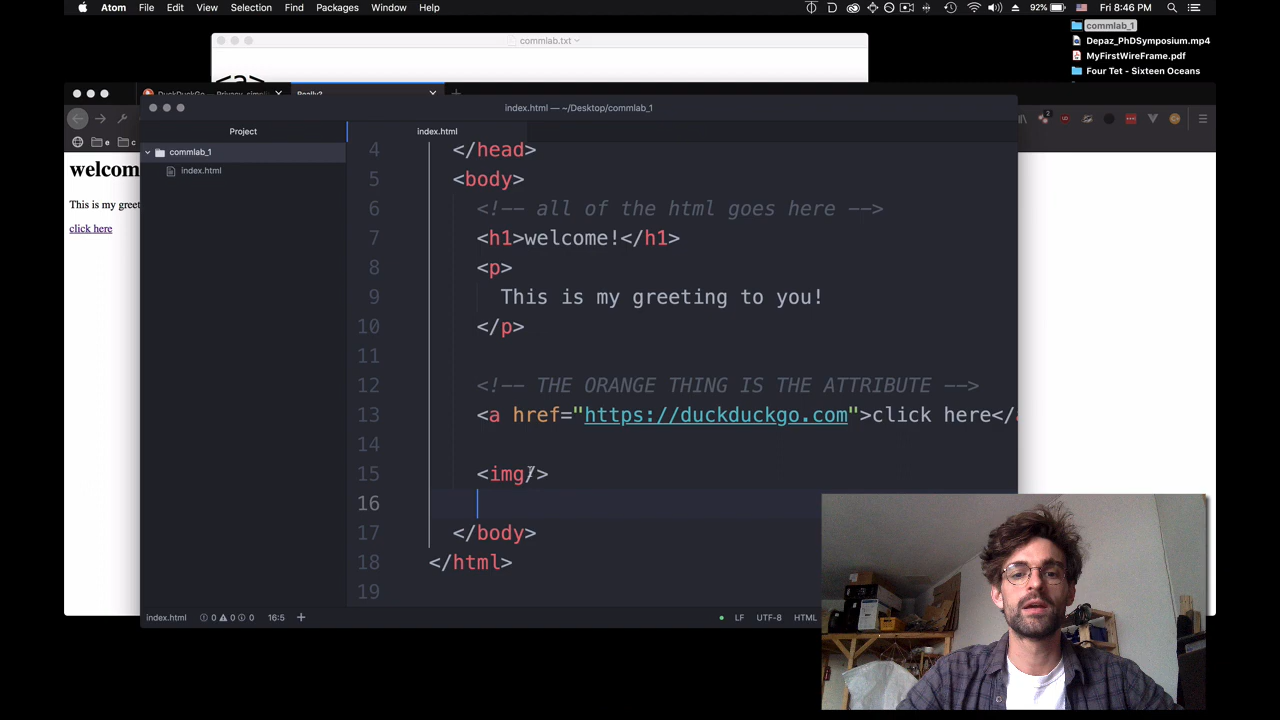 Atom File Edit View Selection Find Packages Window Help
92% Fri 8:46 PM
commlab_1
Depaz_PhDSymposium.mp4
MyFirstWireFrame.pdf
Four Tet - Sixteen Oceans
commlab.txt
<a>
DuckDuckGo — Privacy, simplif
Really?
e
c
2
welcom
This is my greet
click here
index.html — ~/Desktop/commlab_1
Project
index.html
commlab_1
index.html
4 </head>
5 <body>
6 <!-- all of the html goes here -->
7 <h1>welcome!</h1>
8 <p>
9 This is my greeting to you!
10 </p>
11
12 <!-- THE ORANGE THING IS THE ATTRIBUTE -->
13 <a href="https://duckduckgo.com">click here</
14
15 <img/>
16
17 </body>
18 </html>
19
index.html 0 0 0 16:5
LF UTF-8 HTML